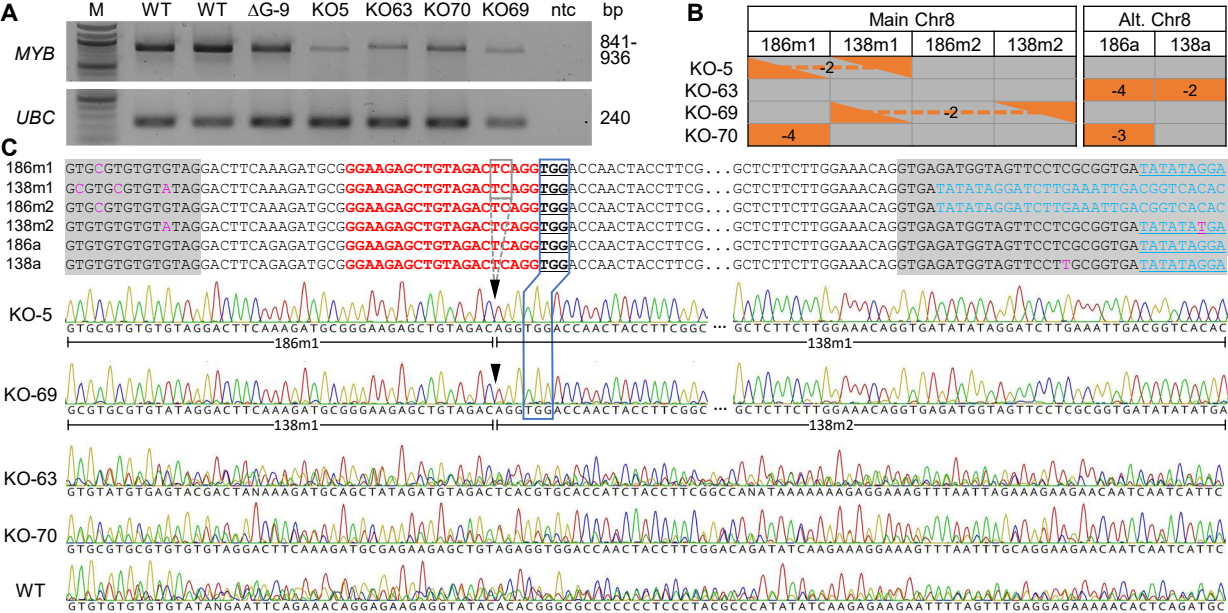 A
M WT WT ΔG-9 KO5 KO63 KO70 KO69 ntc bp
MYB 841-936
UBC 240
B
Main Chr8 Alt. Chr8
186m1 138m1 186m2 138m2 186a 138a
KO-5 -2
KO-63 -4 -2
KO-69 -2
KO-70 -4 -3
C
186m1 GTGCGTGTGTGTAGGACTTCAAAGATGCGGGAAGAGCTGTAGACTCAGGTGGACCAACTACCTTCG...GCTCTTCTTGGAAACAGGTGAGATGGTAGTTCCTCGCGGTGATATATAGGA
138m1 GCGTGCGTGTATAGGACTTCAAAGATGCGGGAAGAGCTGTAGACTCAGGTGGACCAACTACCTTCG...GCTCTTCTTGGAAACAGGTGATATATAGGATCTTGAAATTGACGGTCACAC
186m2 GTGCGTGTGTGTAGGACTTCAAAGATGCGGGAAGAGCTGTAGACTCAGGTGGACCAACTACCTTCG...GCTCTTCTTGGAAACAGGTGATATATAGGATCTTGAAATTGACGGTCACAC
138m2 GTGTGTGTGTATAGGACTTCAAAGATGCGGGAAGAGCTGTAGACTCAGGTGGACCAACTACCTTCG...GCTCTTCTTGGAAACAGGTGAGATGGTAGTTCCTCGCGGTGATATATATGA
186a GTGTGTGTGTGTAGGACTTCAGAGATGCGGGAAGAGCTGTAGACTCAGGTGGACCAACTACCTTCG...GCTCTTCTTGGAAACAGGTGAGATGGTAGTTCCTCGCGGTGATATATAGGA
138a GTGTGTGTGTGTAGGACTTCAGAGATGCGGGAAGAGCTGTAGACTCAGGTGGACCAACTACCTTCG...GCTCTTCTTGGAAACAGGTGAGATGGTAGTTCCTTGCGGTGATATATAGGA
KO-5
GTGCGTGTGTGTAGGACTTCAAAGATGCGGGAAGAGCTGTAGACAGGTGGACCAACTACCTTCGGC ... GCTCTTCTTGGAAACAGGTGATATATAGGATCTTGAAATTGACGGTCACAC
186m1 138m1
KO-69
GCGTGCGTGTATAGGACTTCAAAGATGCGGGAAGAGCTGTAGACAGGTGGACCAACTACCTTCGGC ... GCTCTTCTTGGAAACAGGTGAGATGGTAGTTCCTCGCGGTGATATATATGA
138m1 138m2
KO-63
GTGTATGTGAGTACGACTANAAAGATGCAGCTATAGATGTAGACTCACGTGCACCATCTACCTTCGGCCANATAAAAAAAGAGGAAAGTTTAATTAGAAAGAAGAACAATCAATCATTC
KO-70
GTGCGTGCGTGTGTGTAGGACTTCAAAGATGCGAGAAGAGCTGTAGAGGTGGACCAACTACCTTCGGACAGATATCAAGAAAGGAAGTTTAATTTGCAGGAAGAACAATCAATCATTC
WT
GTGTGTGTGTGTATANGAATTCAGAAACAGGAGAAGAGGTATACACACGGGCGCCCCCCCTCCCTACGCCCATATATCAAGAGAAGAATTTTAGTTTGAGGAGAAAATCAACGATCC